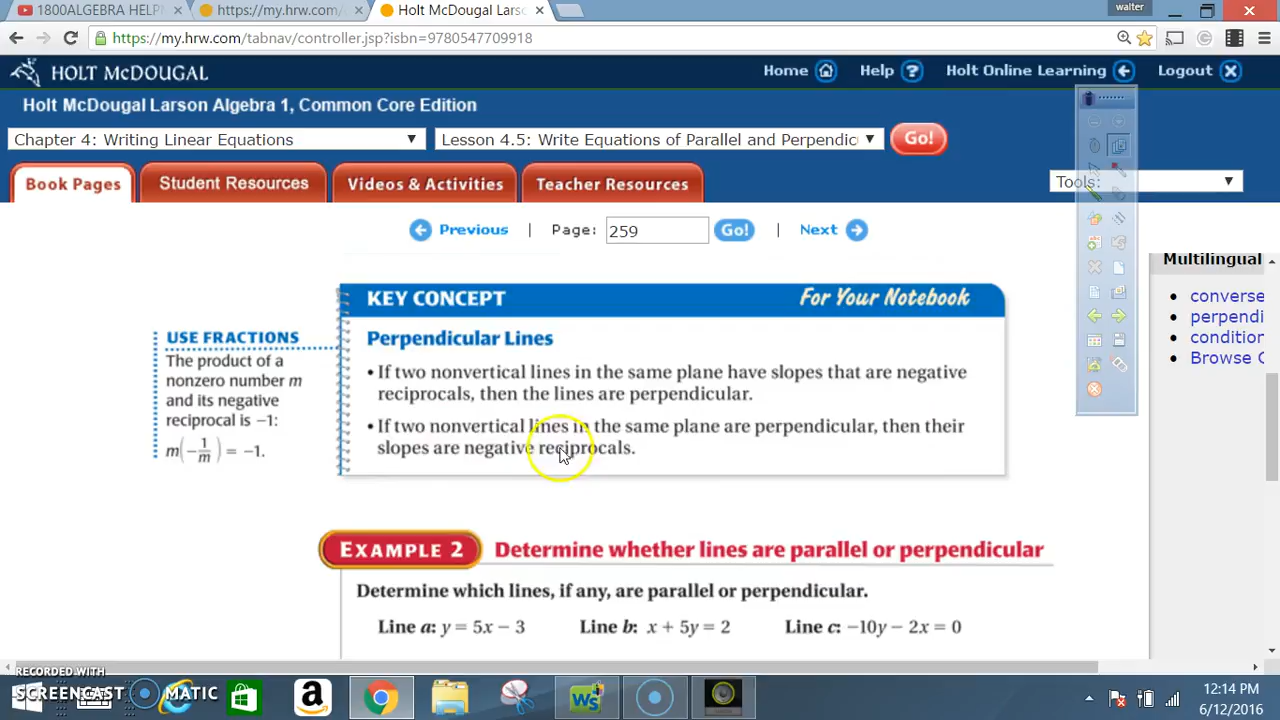 1800ALGEBRA HELP
https://my.hrw.com/
Holt McDougal Lars
walter
https://my.hrw.com/tabnav/controller.jsp?isbn=9780547709918
HOLT MCDOUGAL
Home
Help ?
Holt Online Learning
Logout
Holt McDougal Larson Algebra 1, Common Core Edition
Chapter 4: Writing Linear Equations
Lesson 4.5: Write Equations of Parallel and Perpendic
Go!
Book Pages
Student Resources
Videos & Activities
Teacher Resources
Tools:
Previous | Page: 259 Go! | Next
Multilingual
• converse
• perpendi
• condition
• Browse
KEY CONCEPT
For Your Notebook
USE FRACTIONS
The product of a
nonzero number m
and its negative
reciprocal is −1:
m(−1/m) = −1.
Perpendicular Lines
• If two nonvertical lines in the same plane have slopes that are negative
reciprocals, then the lines are perpendicular.
• If two nonvertical lines in the same plane are perpendicular, then their
slopes are negative reciprocals.
EXAMPLE 2 Determine whether lines are parallel or perpendicular
Determine which lines, if any, are parallel or perpendicular.
Line a: y = 5x − 3 Line b: x + 5y = 2 Line c: −10y − 2x = 0
RECORDED WITH
SCREENCAST MATIC
12:14 PM
6/12/2016